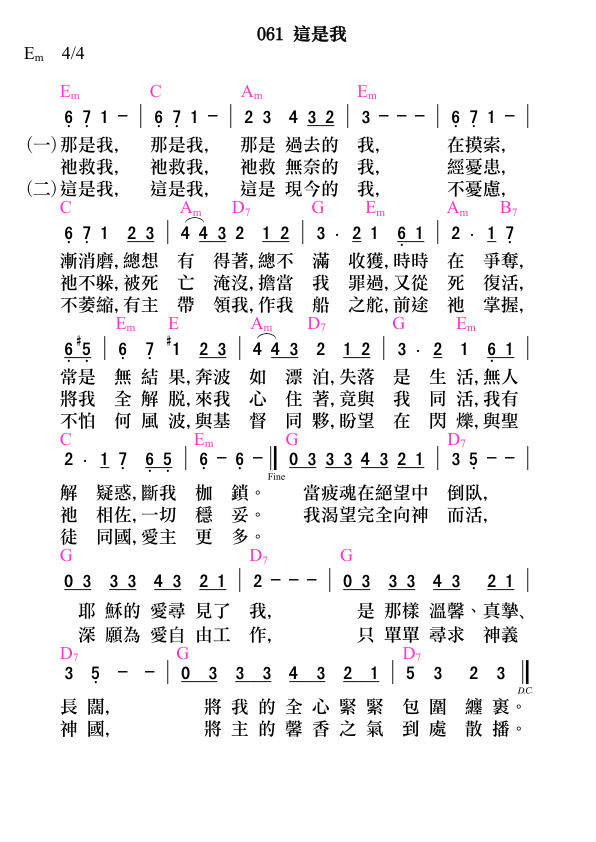 061 這是我
Em 4/4
Em C Am Em
6 7 1 - | 6 7 1 - | 2 3 4 3 2 | 3 - - - | 6 7 1 - |
(一)那是我, 那是我, 那是 過去的 我, 在摸索,
祂救我, 祂救我, 祂救 無奈的 我, 經憂患,
(二)這是我, 這是我, 這是 現今的 我, 不憂慮,
C Am D7 G Em Am B7
6 7 1 2 3 | 4 4 3 2 1 2 | 3 · 2 1 6 1 | 2 · 1 7
漸消磨, 總想 有 得著, 總不 滿 收獲, 時時 在 爭奪,
祂不躲, 被死 亡 淹沒, 擔當 我 罪過, 又從 死 復活,
不萎縮, 有主 帶 領我, 作我 船 之舵, 前途 祂 掌握,
Em E Am D7 G Em
6 #5 | 6 7 #1 2 3 | 4 4 3 2 1 2 | 3 · 2 1 6 1 |
常是 無 結 果, 奔波 如 漂 泊, 失落 是 生 活, 無人
將我 全 解 脫, 來我 心 住 著, 竟與 我 同 活, 我有
不怕 何 風 波, 與基 督 同 夥, 盼望 在 閃 爍, 與聖
C Em G D7
2 · 1 7 6 5 | 6 - 6 - || 0 3 3 3 4 3 2 1 | 3 5 - - |
Fine
解 疑惑, 斷我 枷 鎖。 當疲魂在絕望中 倒臥,
祂 相佐, 一切 穩 妥。 我渴望完全向神 而活,
徒 同國, 愛主 更 多。
G D7 G
0 3 3 3 4 3 2 1 | 2 - - - | 0 3 3 3 4 3 2 1 |
耶 穌的 愛尋 見了 我, 是 那樣 溫馨、真摯、
深 願為 愛自 由工 作, 只 單單 尋求 神義
D7 G D7
3 5 - - | 0 3 3 3 4 3 2 1 | 5 3 2 3 ||
D.C.
長 闊, 將 我 的 全 心 緊 緊 包 圍 纏 裹。
神 國, 將 主 的 馨 香 之 氣 到 處 散 播。